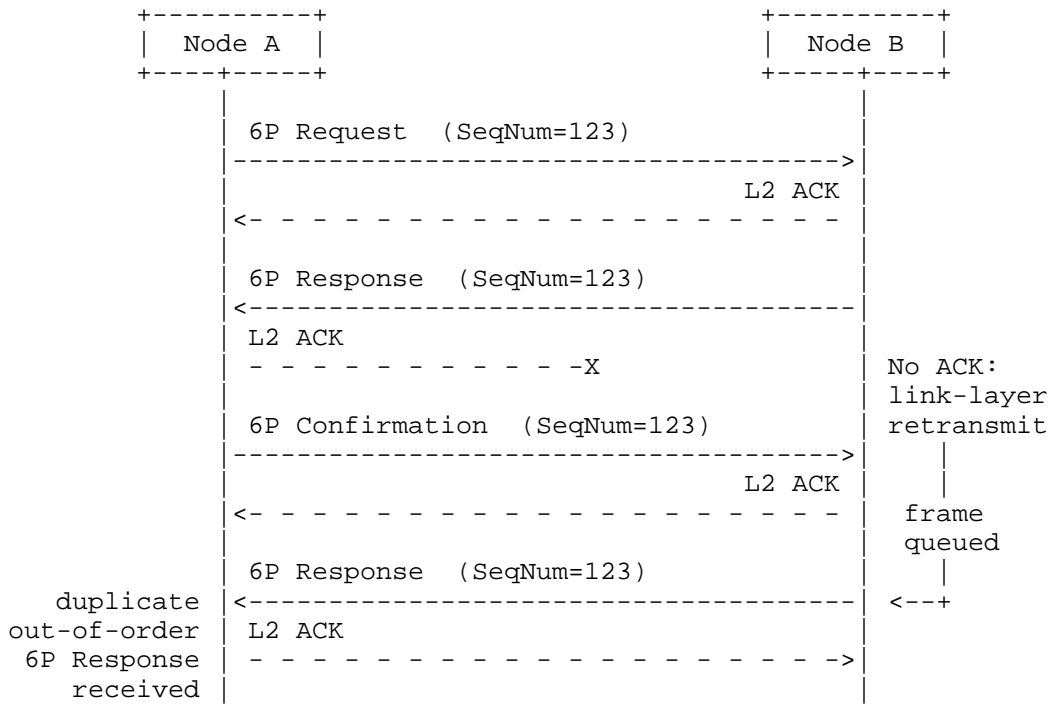 Node A Node B
6P Request (SeqNum=123)
L2 ACK
6P Response (SeqNum=123)
L2 ACK
X No ACK:
link-layer
6P Confirmation (SeqNum=123) retransmit
L2 ACK
frame
queued
6P Response (SeqNum=123)
duplicate
out-of-order L2 ACK
6P Response
received